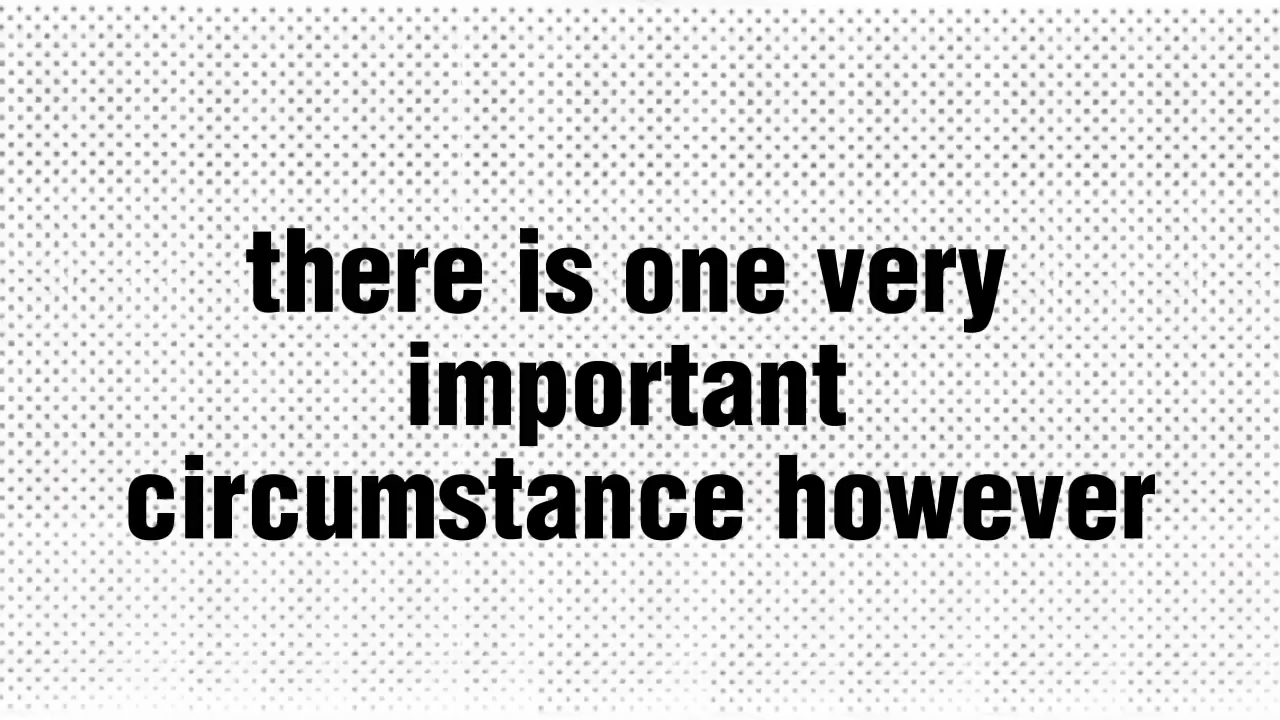 there is one very
important
circumstance however